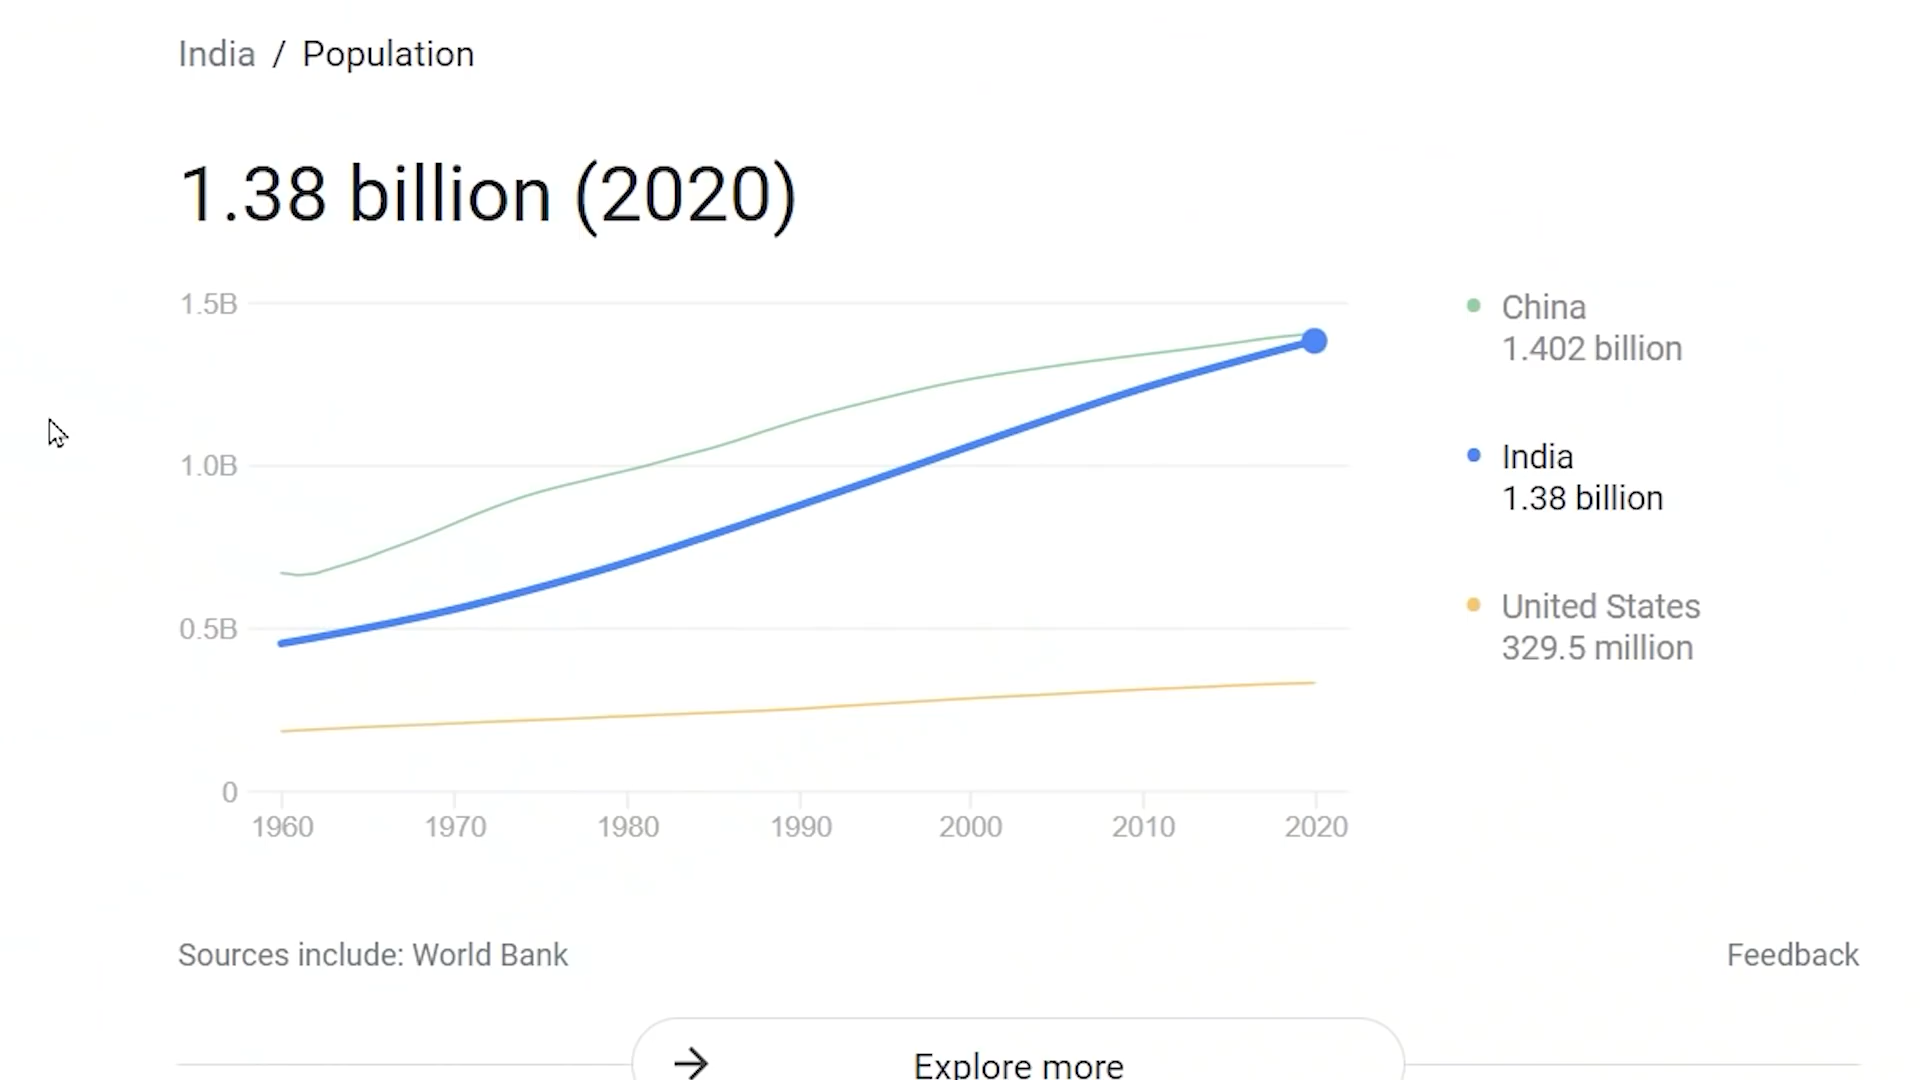 India / Population
1.38 billion (2020)
1.5B
1.0B
0.5B
0
1960 1970 1980 1990 2000 2010 2020
China
1.402 billion
India
1.38 billion
United States
329.5 million
Sources include: World Bank
Feedback
Explore more